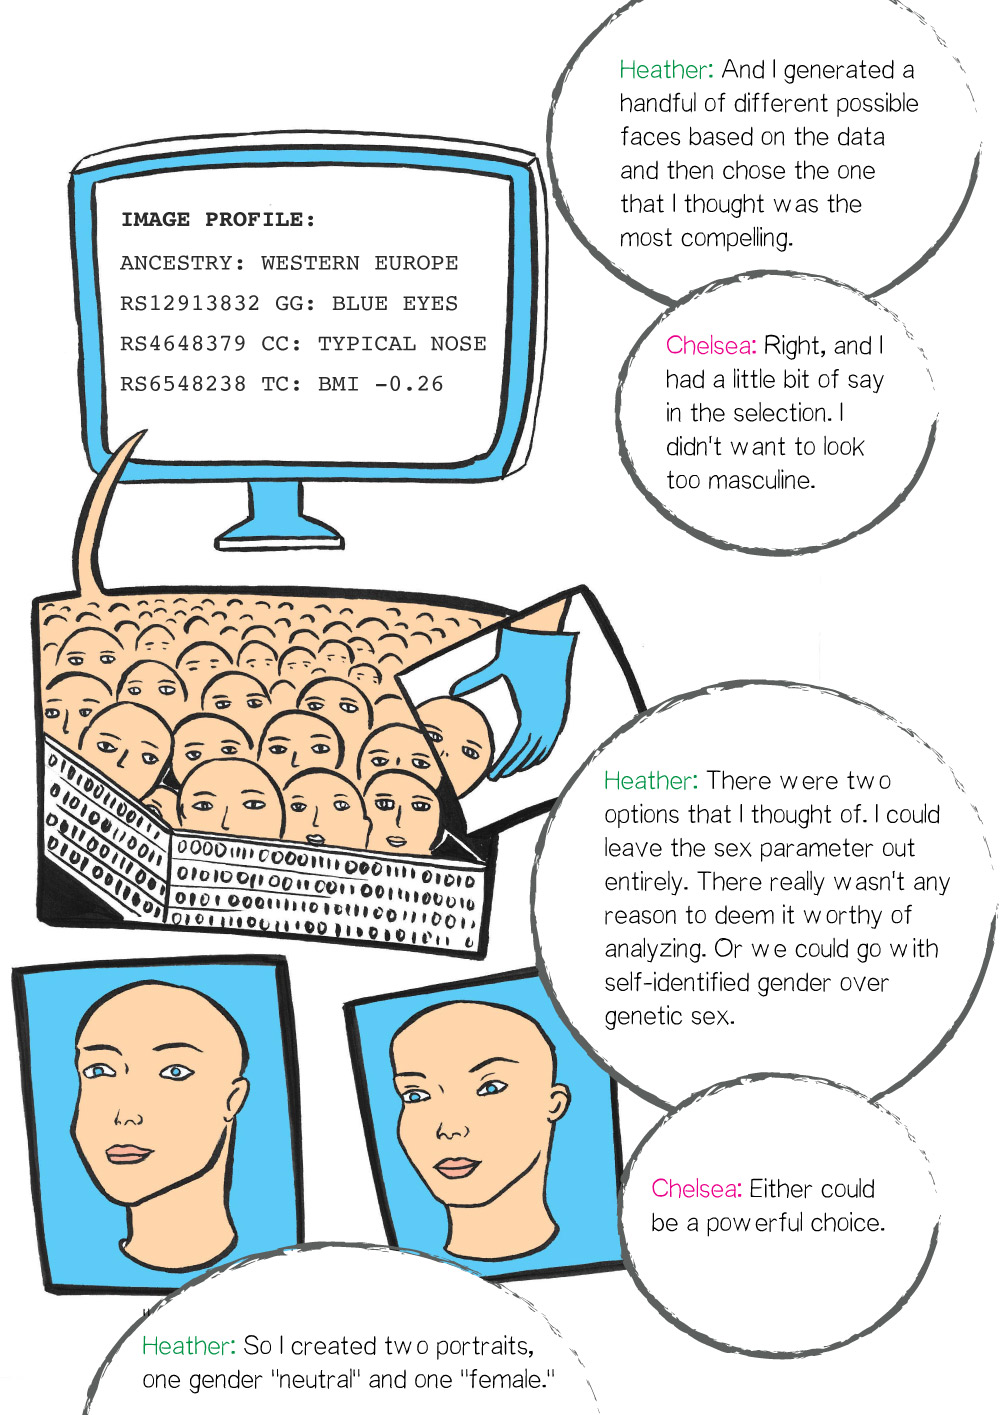 Heather: And I generated a
handful of different possible
faces based on the data
and then chose the one
that I thought was the
most compelling.
IMAGE PROFILE:
ANCESTRY: WESTERN EUROPE
RS12913832 GG: BLUE EYES
RS4648379 CC: TYPICAL NOSE
RS6548238 TC: BMI -0.26
Chelsea: Right, and I
had a little bit of say
in the selection. I
didn't want to look
too masculine.
Heather: There were two
options that I thought of. I could
leave the sex parameter out
entirely. There really wasn't any
reason to deem it worthy of
analyzing. Or we could go with
self-identified gender over
genetic sex.
Chelsea: Either could
be a powerful choice.
Heather: So I created two portraits,
one gender "neutral" and one "female."